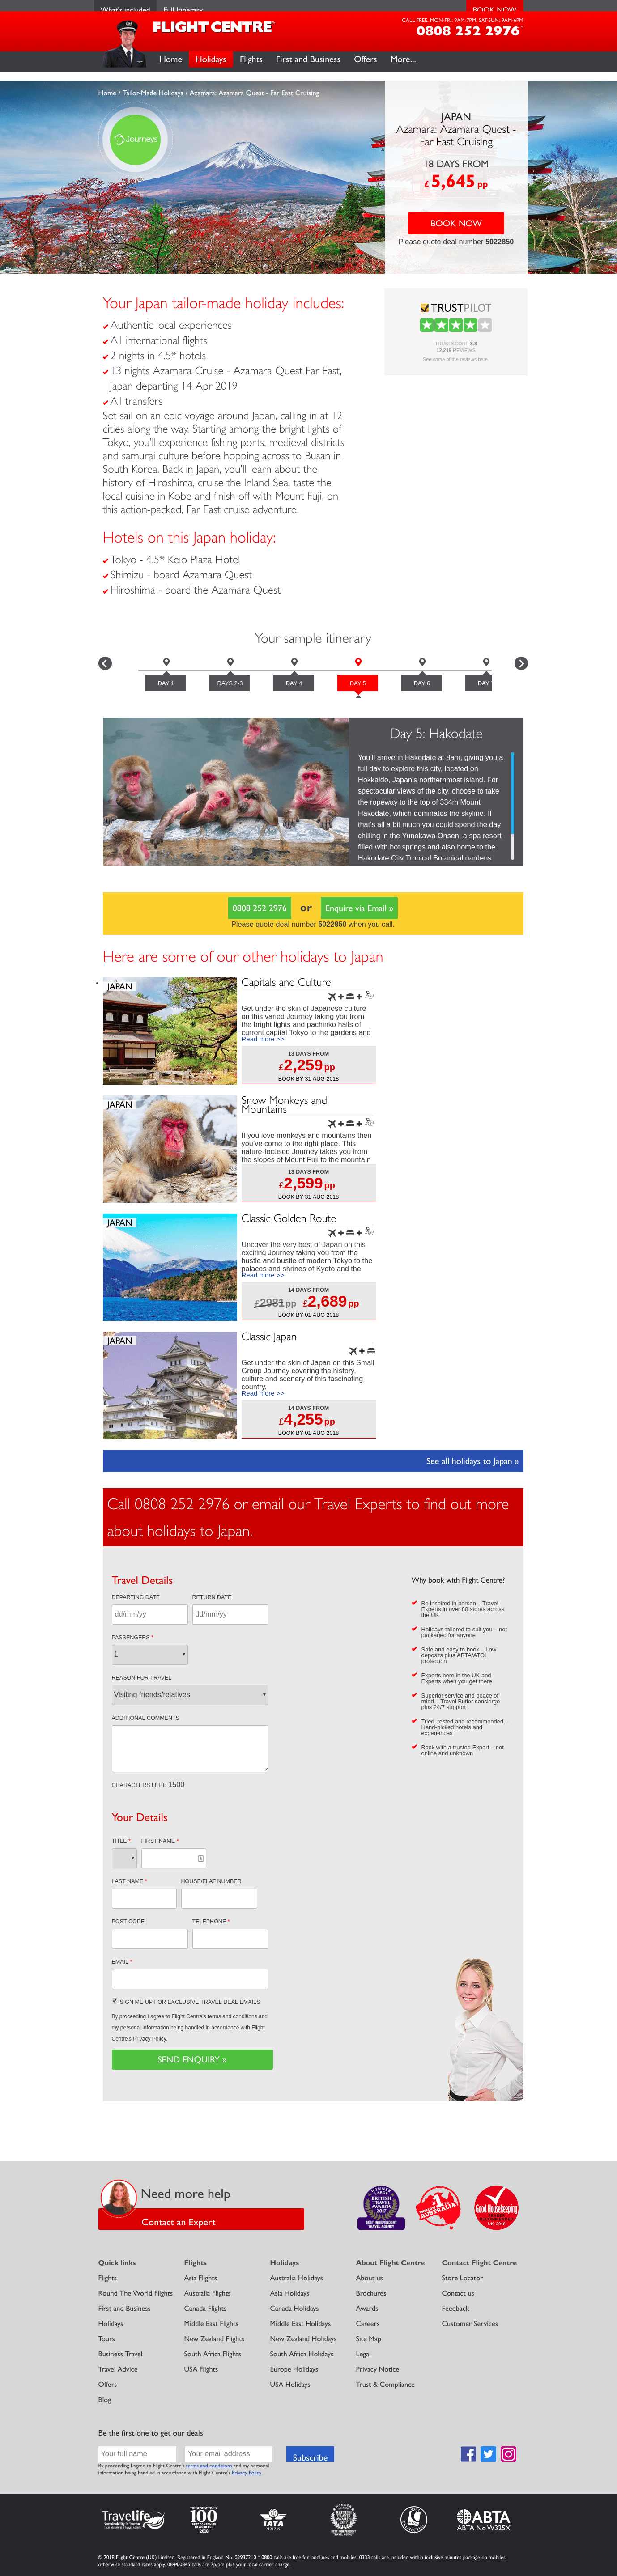 What's included
Full Itinerary
BOOK NOW
FLIGHT CENTRE
CALL FREE: MON-FRI: 9AM-7PM, SAT-SUN: 9AM-6PM
0808 252 2976*
Home
Holidays
Flights
First and Business
Offers
More...
Home / Tailor-Made Holidays / Azamara: Azamara Quest - Far East Cruising
Journeys
JAPAN
Azamara: Azamara Quest -
Far East Cruising
18 DAYS FROM
£5,645 pp
BOOK NOW
Please quote deal number 5022850
Your Japan tailor-made holiday includes:
Authentic local experiences
All international flights
2 nights in 4.5* hotels
13 nights Azamara Cruise - Azamara Quest Far East,
Japan departing 14 Apr 2019
All transfers
Set sail on an epic voyage around Japan, calling in at 12
cities along the way. Starting among the bright lights of
Tokyo, you'll experience fishing ports, medieval districts
and samurai culture before hopping across to Busan in
South Korea. Back in Japan, you'll learn about the
history of Hiroshima, cruise the Inland Sea, taste the
local cuisine in Kobe and finish off with Mount Fuji, on
this action-packed, Far East cruise adventure.
TRUSTPILOT
TRUSTSCORE 8.8
12,219 REVIEWS
See some of the reviews here.
Hotels on this Japan holiday:
Tokyo - 4.5* Keio Plaza Hotel
Shimizu - board Azamara Quest
Hiroshima - board the Azamara Quest
Your sample itinerary
DAY 1
DAYS 2-3
DAY 4
DAY 5
DAY 6
DAY
Day 5: Hakodate
You'll arrive in Hakodate at 8am, giving you a
full day to explore this city, located on
Hokkaido, Japan's northernmost island. For
spectacular views of the city, choose to take
the ropeway to the top of 334m Mount
Hakodate, which dominates the skyline. If
that's all a bit much you could spend the day
chilling in the Yunokawa Onsen, a spa resort
filled with hot springs and also home to the
Hakodate City Tropical Botanical gardens
0808 252 2976
or
Enquire via Email »
Please quote deal number 5022850 when you call.
Here are some of our other holidays to Japan
JAPAN
Capitals and Culture
Get under the skin of Japanese culture
on this varied Journey taking you from
the bright lights and pachinko halls of
current capital Tokyo to the gardens and
Read more >>
13 DAYS FROM
£2,259 pp
BOOK BY 31 AUG 2018
JAPAN
Snow Monkeys and
Mountains
If you love monkeys and mountains then
you've come to the right place. This
nature-focused Journey takes you from
the slopes of Mount Fuji to the mountain
13 DAYS FROM
£2,599 pp
BOOK BY 31 AUG 2018
JAPAN
Classic Golden Route
Uncover the very best of Japan on this
exciting Journey taking you from the
hustle and bustle of modern Tokyo to the
palaces and shrines of Kyoto and the
Read more >>
14 DAYS FROM
£2981 pp £2,689 pp
BOOK BY 01 AUG 2018
JAPAN
Classic Japan
Get under the skin of Japan on this Small
Group Journey covering the history,
culture and scenery of this fascinating
country.
Read more >>
14 DAYS FROM
£4,255 pp
BOOK BY 01 AUG 2018
See all holidays to Japan »
Call 0808 252 2976 or email our Travel Experts to find out more
about holidays to Japan.
Travel Details
DEPARTING DATE
RETURN DATE
dd/mm/yy
dd/mm/yy
PASSENGERS *
1
REASON FOR TRAVEL
Visiting friends/relatives
ADDITIONAL COMMENTS
CHARACTERS LEFT: 1500
Why book with Flight Centre?
Be inspired in person – Travel
Experts in over 80 stores across
the UK
Holidays tailored to suit you – not
packaged for anyone
Safe and easy to book – Low
deposits plus ABTA/ATOL
protection
Experts here in the UK and
Experts when you get there
Superior service and peace of
mind – Travel Butler concierge
plus 24/7 support
Tried, tested and recommended –
Hand-picked hotels and
experiences
Book with a trusted Expert – not
online and unknown
Your Details
TITLE *
FIRST NAME *
LAST NAME *
HOUSE/FLAT NUMBER
POST CODE
TELEPHONE *
EMAIL *
SIGN ME UP FOR EXCLUSIVE TRAVEL DEAL EMAILS
By proceeding I agree to Flight Centre's terms and conditions and
my personal information being handled in accordance with Flight
Centre's Privacy Policy.
SEND ENQUIRY »
Need more help
Contact an Expert
WINNER
BRITISH
TRAVEL
AWARDS
2017
BEST INDEPENDENT
TRAVEL AGENCY
AUSTRALIA
Good Housekeeping
Quick links
Flights
Round The World Flights
First and Business
Holidays
Tours
Business Travel
Travel Advice
Offers
Blog
Flights
Asia Flights
Australia Flights
Canada Flights
Middle East Flights
New Zealand Flights
South Africa Flights
USA Flights
Holidays
Australia Holidays
Asia Holidays
Canada Holidays
Middle East Holidays
New Zealand Holidays
South Africa Holidays
Europe Holidays
USA Holidays
About Flight Centre
About us
Brochures
Awards
Careers
Site Map
Legal
Privacy Notice
Trust & Compliance
Contact Flight Centre
Store Locator
Contact us
Feedback
Customer Services
Be the first one to get our deals
Your full name
Your email address
Subscribe
By proceeding I agree to Flight Centre's terms and conditions and my personal
information being handled in accordance with Flight Centre's Privacy Policy.
Travelife
100
IATA
BRITISH
TRAVEL
AWARDS
ABTA
ABTA No W325X
© 2018 Flight Centre (UK) Limited, Registered in England No. 02937210 * 0800 calls are free for landlines and mobiles. 0333 calls are included within inclusive minutes package on mobiles,
otherwise standard rates apply. 0844/0845 calls are 7p/pm plus your local carrier charge.